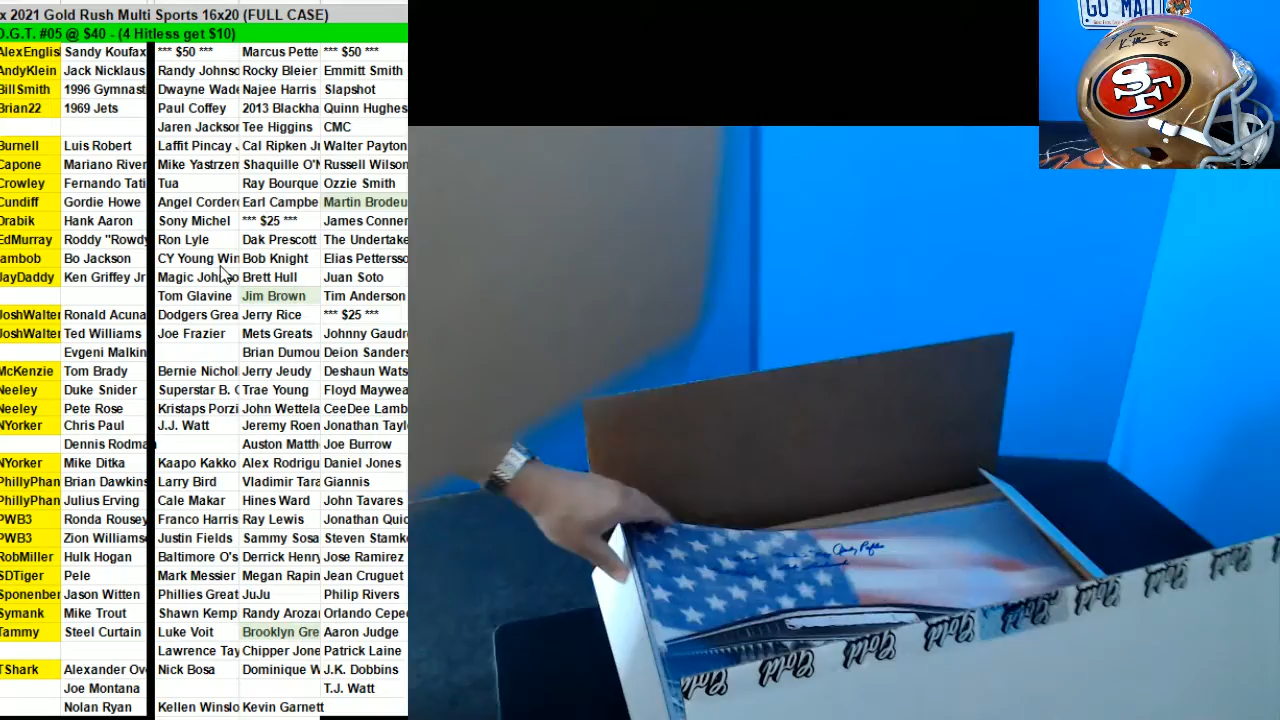 x 2021 Gold Rush Multi Sports 16x20 (FULL CASE)
O.G.T. #05 @ $40 - (4 Hitless get $10)
AlexEnglis Sandy Koufax *** $50 *** Marcus Pette *** $50 ***
AndyKlein Jack Nicklaus Randy Johnso Rocky Bleier Emmitt Smith
BillSmith 1996 Gymnast Dwayne Wade Najee Harris Slapshot
Brian22 1969 Jets Paul Coffey 2013 Blackha Quinn Hughes
Jaren Jackson Tee Higgins CMC
Burnell Luis Robert Laffit Pincay J Cal Ripken Jr Walter Payton
Capone Mariano River Mike Yastrzem Shaquille O'N Russell Wilson
Crowley Fernando Tati Tua Ray Bourque Ozzie Smith
Cundiff Gordie Howe Angel Cordero Earl Campbe Martin Brodeu
Drabik Hank Aaron Sony Michel *** $25 *** James Conner
EdMurray Roddy "Rowdy Ron Lyle Dak Prescott The Undertake
ambob Bo Jackson CY Young Win Bob Knight Elias Petterss
JayDaddy Ken Griffey Jr Magic Johnso Brett Hull Juan Soto
Tom Glavine Jim Brown Tim Anderson
JoshWalter Ronald Acuna Dodgers Grea Jerry Rice *** $25 ***
JoshWalter Ted Williams Joe Frazier Mets Greats Johnny Gaudr
Evgeni Malkin Brian Dumou Deion Sanders
McKenzie Tom Brady Bernie Nichol Jerry Jeudy Deshaun Wats
Neeley Duke Snider Superstar B. G Trae Young Floyd Maywea
Neeley Pete Rose Kristaps Porzi John Wettela CeeDee Lamb
NYorker Chris Paul J.J. Watt Jeremy Roen Jonathan Tayl
Dennis Rodman Auston Matth Joe Burrow
NYorker Mike Ditka Kaapo Kakko Alex Rodrigu Daniel Jones
PhillyPhan Brian Dawkins Larry Bird Vladimir Tara Giannis
PhillyPhan Julius Erving Cale Makar Hines Ward John Tavares
PWB3 Ronda Rousey Franco Harris Ray Lewis Jonathan Quic
PWB3 Zion Williams Justin Fields Sammy Sosa Steven Stamk
RobMiller Hulk Hogan Baltimore O's Derrick Henry Jose Ramirez
SDTiger Pele Mark Messier Megan Rapin Jean Cruguet
Sponenber Jason Witten Phillies Great JuJu Philip Rivers
Symank Mike Trout Shawn Kemp Randy Aroza Orlando Cepe
Tammy Steel Curtain Luke Voit Brooklyn Gre Aaron Judge
Lawrence Tay Chipper Jone Patrick Laine
TShark Alexander Ov Nick Bosa Dominique W J.K. Dobbins
Joe Montana T.J. Watt
Nolan Ryan Kellen Winslo Kevin Garnett
GO MAV
SF
Gold Gold Gold Gold Gold Gold Gold